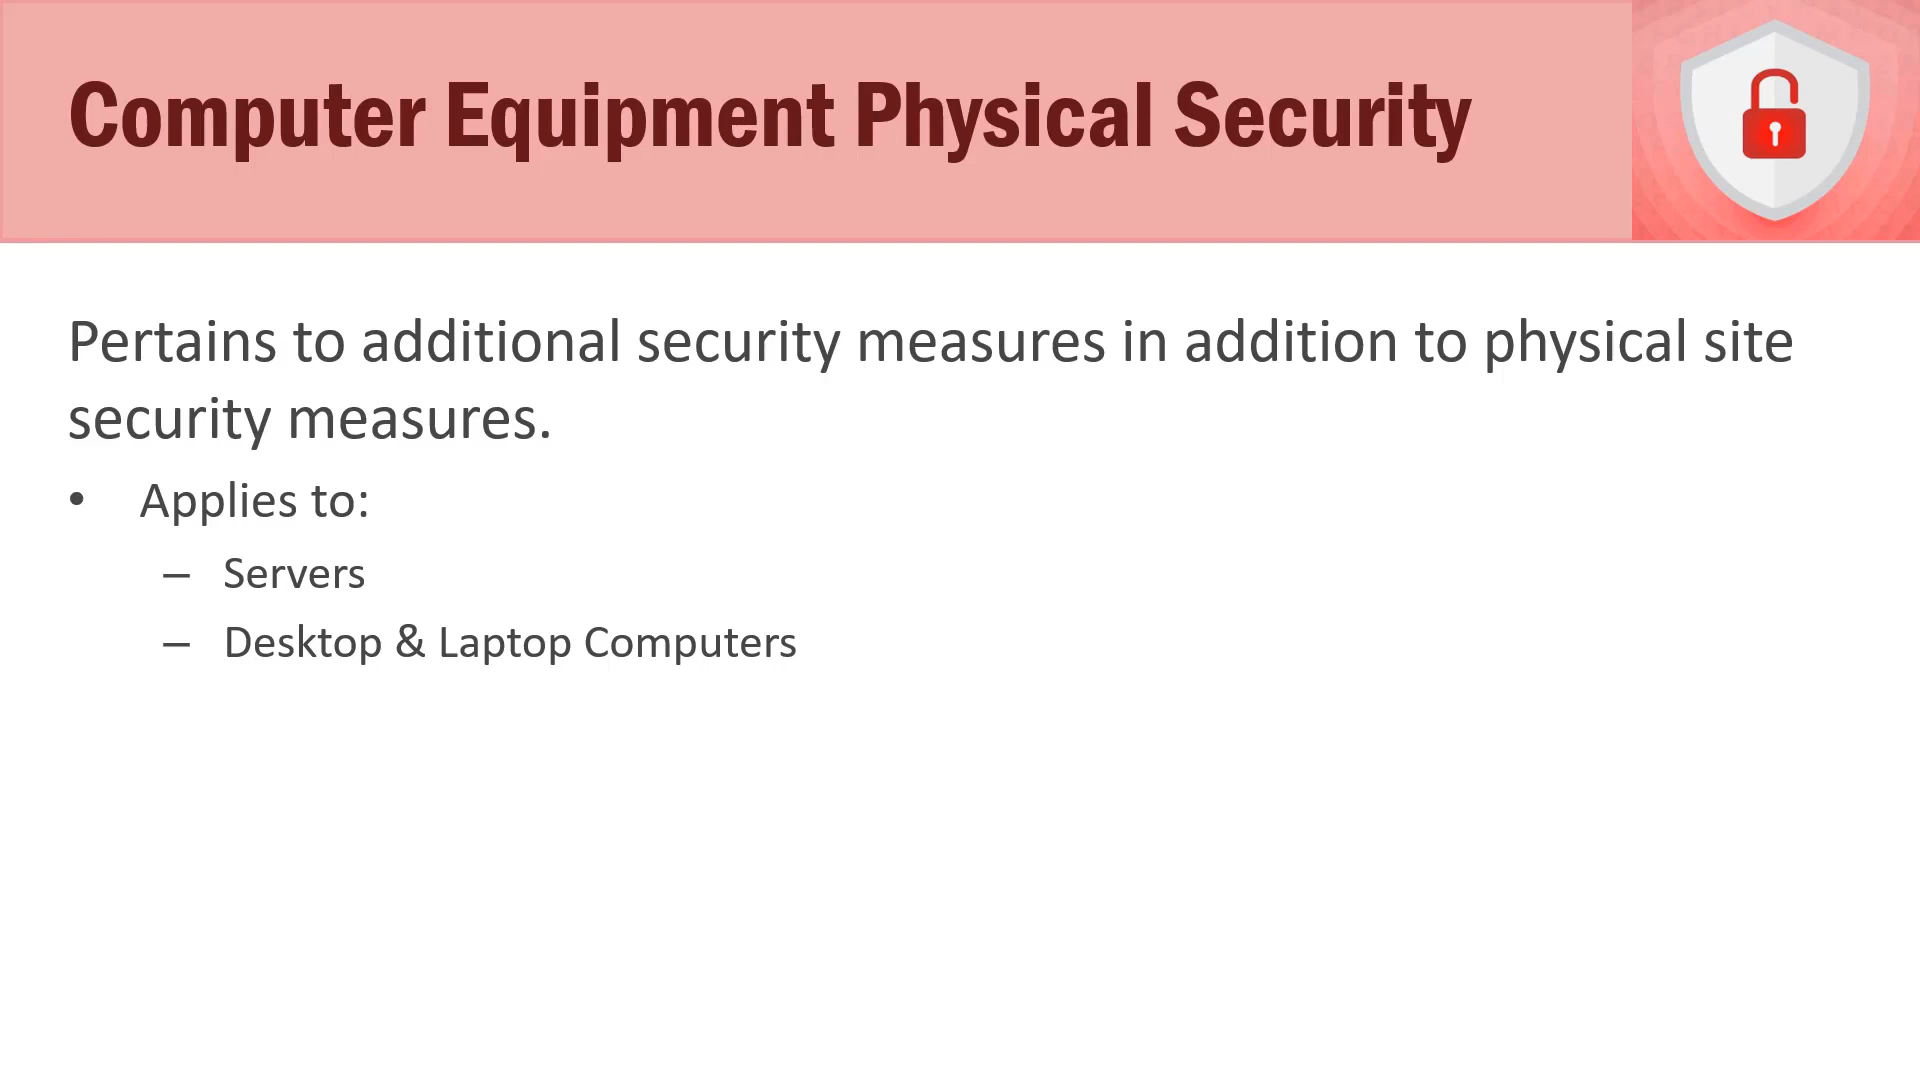 Computer Equipment Physical Security
Pertains to additional security measures in addition to physical site
security measures.
• Applies to:
– Servers
– Desktop & Laptop Computers